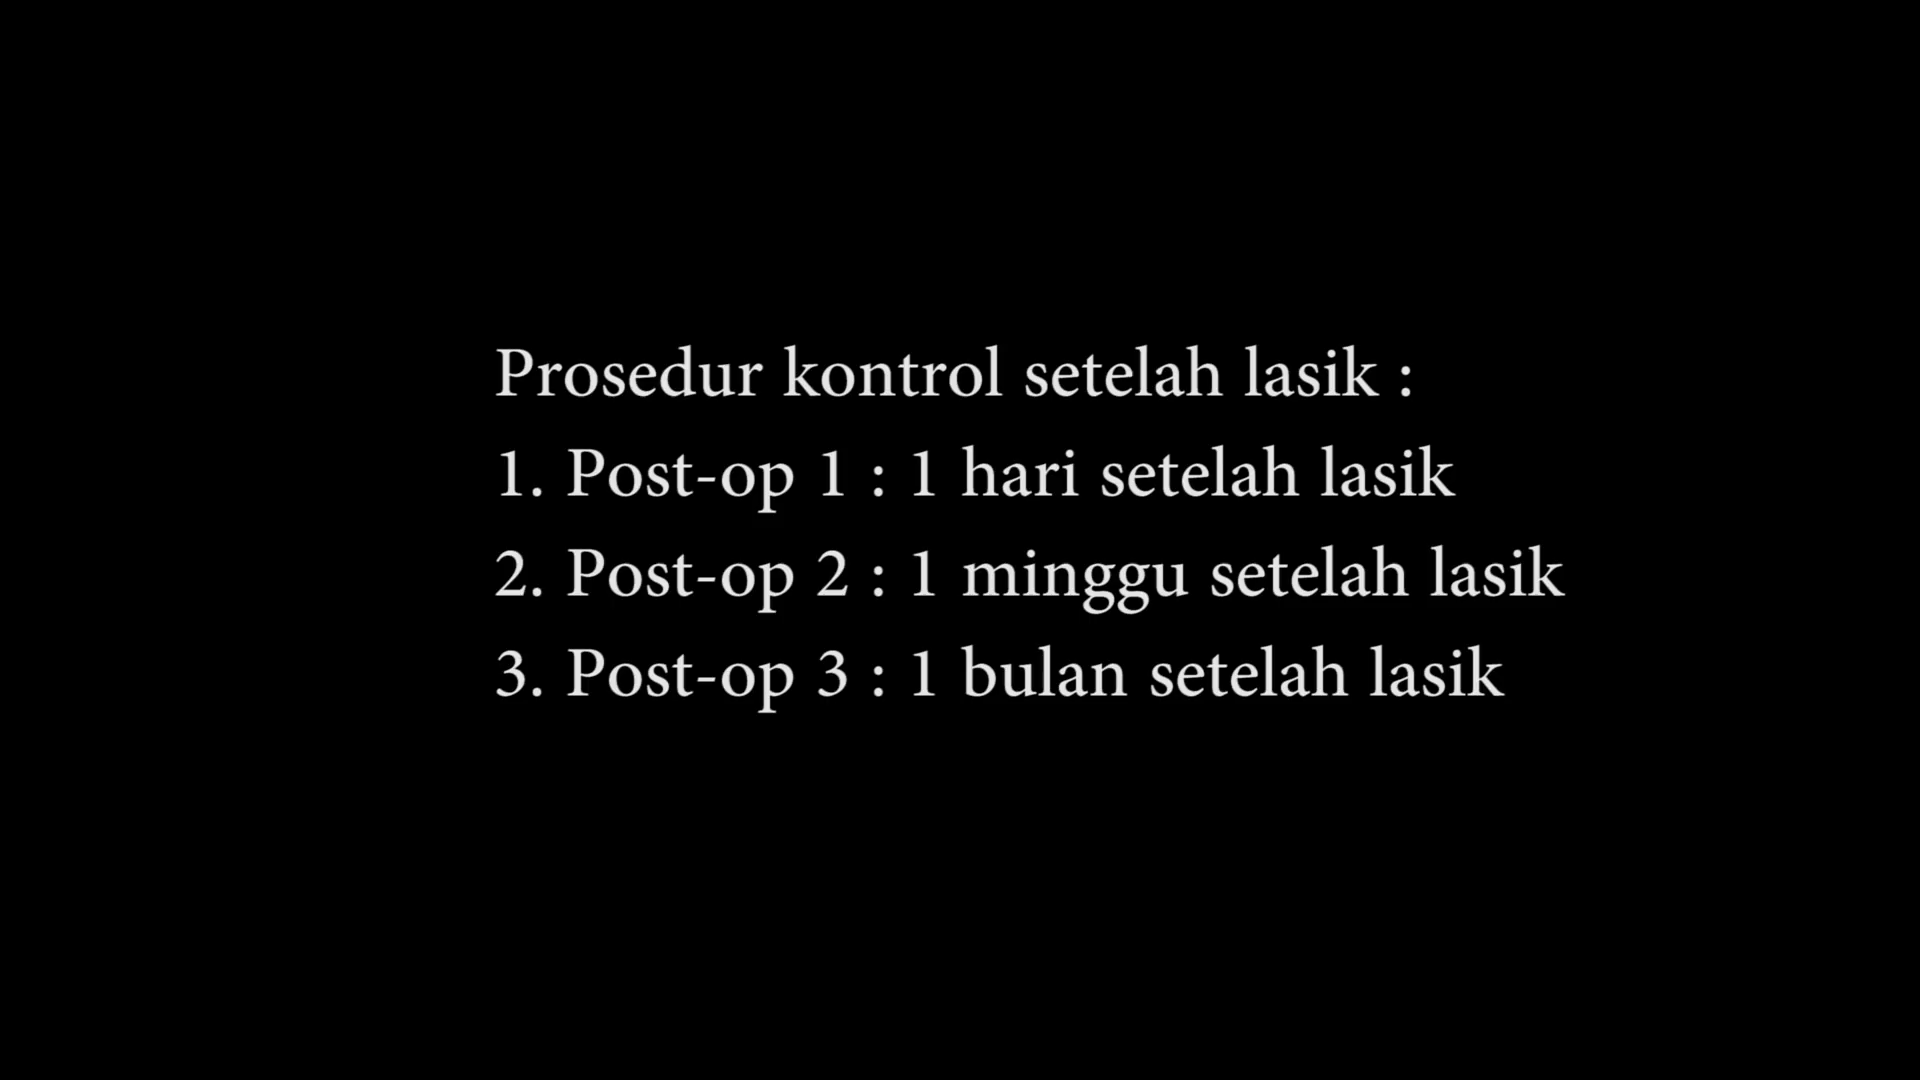 Prosedur kontrol setelah lasik :
1. Post-op 1 : 1 hari setelah lasik
2. Post-op 2 : 1 minggu setelah lasik
3. Post-op 3 : 1 bulan setelah lasik